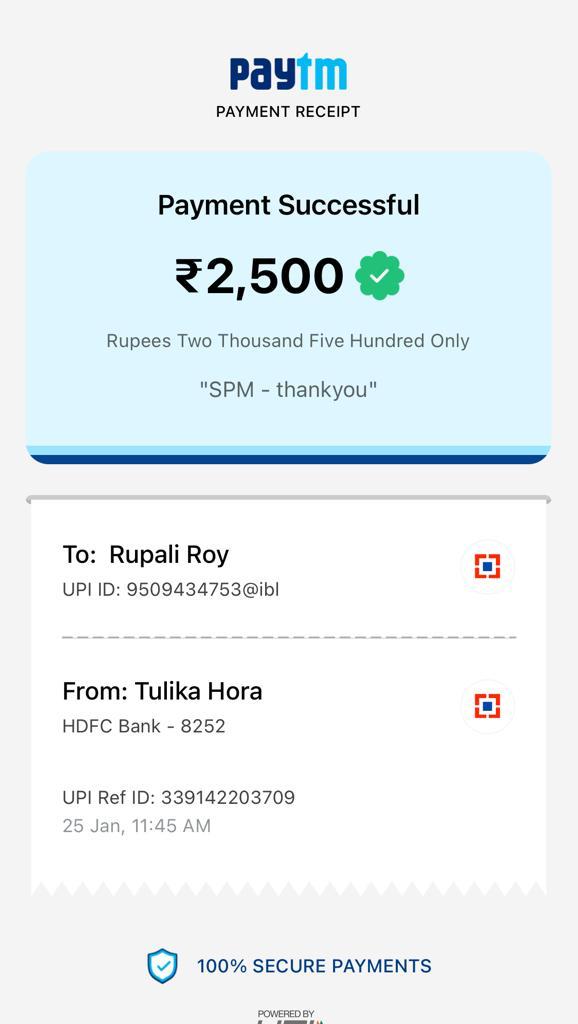 paytm
PAYMENT RECEIPT
Payment Successful
₹2,500
Rupees Two Thousand Five Hundred Only
"SPM - thankyou"
To: Rupali Roy
UPI ID: 9509434753@ibl
From: Tulika Hora
HDFC Bank - 8252
UPI Ref ID: 339142203709
25 Jan, 11:45 AM
100% SECURE PAYMENTS
POWERED BY